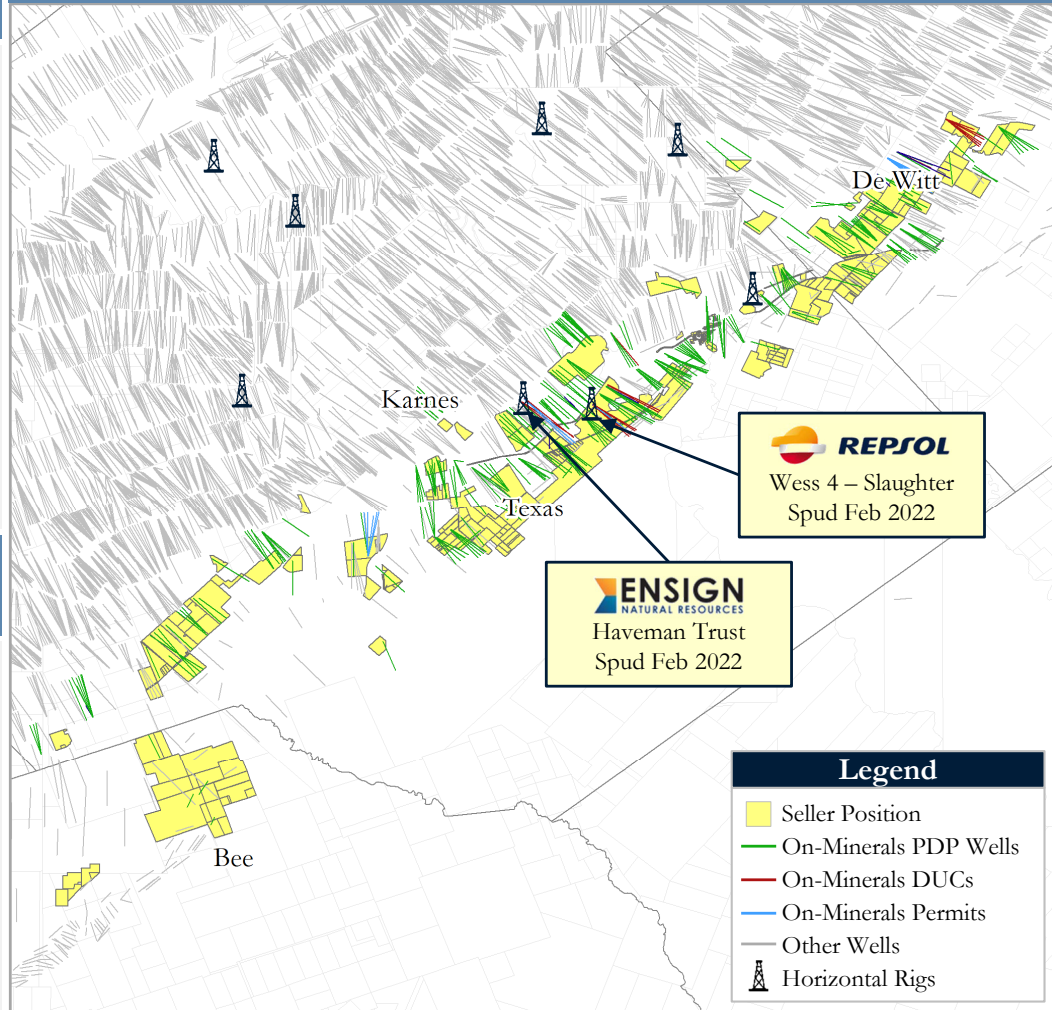 De Witt
Karnes
Texas
REPSOL
Wess 4 – Slaughter
Spud Feb 2022
ENSIGN
NATURAL RESOURCES
Haveman Trust
Spud Feb 2022
Bee
Legend
Seller Position
On-Minerals PDP Wells
On-Minerals DUCs
On-Minerals Permits
Other Wells
Horizontal Rigs